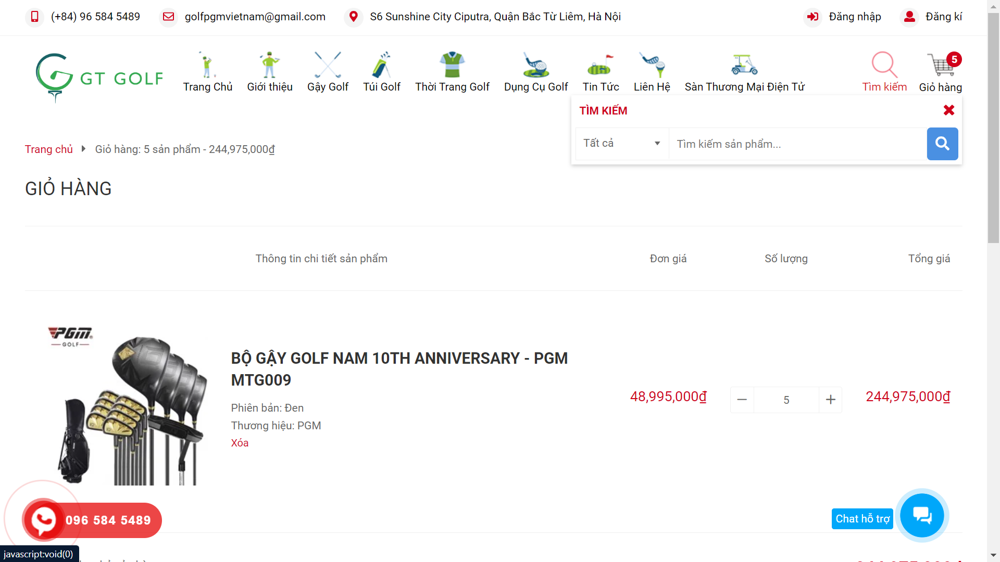 (+84) 96 584 5489
golfpgmvietnam@gmail.com
S6 Sunshine City Ciputra, Quận Bắc Từ Liêm, Hà Nội
Đăng nhập
Đăng kí
GT GOLF
Trang Chủ
Giới thiệu
Gậy Golf
Túi Golf
Thời Trang Golf
Dụng Cụ Golf
Tin Tức
Liên Hệ
Sàn Thương Mại Điện Tử
Tìm kiếm
5
Giỏ hàng
TÌM KIẾM
Tất cả
Tìm kiếm sản phẩm...
Trang chủ
Giỏ hàng: 5 sản phẩm - 244,975,000₫
GIỎ HÀNG
Thông tin chi tiết sản phẩm
Đơn giá
Số lượng
Tổng giá
PGM
GOLF
BỘ GẬY GOLF NAM 10TH ANNIVERSARY - PGM
MTG009
Phiên bản: Đen
Thương hiệu: PGM
Xóa
48,995,000₫
5
244,975,000₫
096 584 5489
Chat hỗ trợ
javascript:void(0)